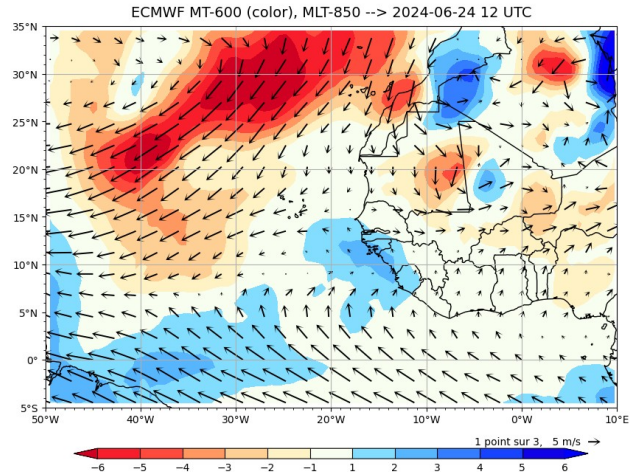 ECMWF MT-600 (color), MLT-850 --> 2024-06-24 12 UTC
35°N
30°N
25°N
20°N
15°N
10°N
5°N
0°
5°S
50°W 40°W 30°W 20°W 10°W 0°W 10°E
1 point sur 3, 5 m/s
−6 −5 −4 −3 −2 −1 1 2 3 4 5 6